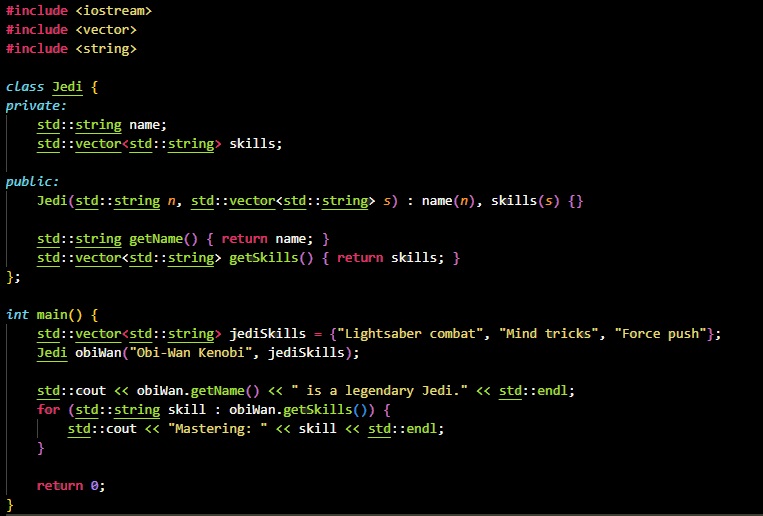 #include <iostream>
#include <vector>
#include <string>

class Jedi {
private:
    std::string name;
    std::vector<std::string> skills;

public:
    Jedi(std::string n, std::vector<std::string> s) : name(n), skills(s) {}

    std::string getName() { return name; }
    std::vector<std::string> getSkills() { return skills; }
};

int main() {
    std::vector<std::string> jediSkills = {"Lightsaber combat", "Mind tricks", "Force push"};
    Jedi obiWan("Obi-Wan Kenobi", jediSkills);

    std::cout << obiWan.getName() << " is a legendary Jedi." << std::endl;
    for (std::string skill : obiWan.getSkills()) {
        std::cout << "Mastering: " << skill << std::endl;
    }

    return 0;
}